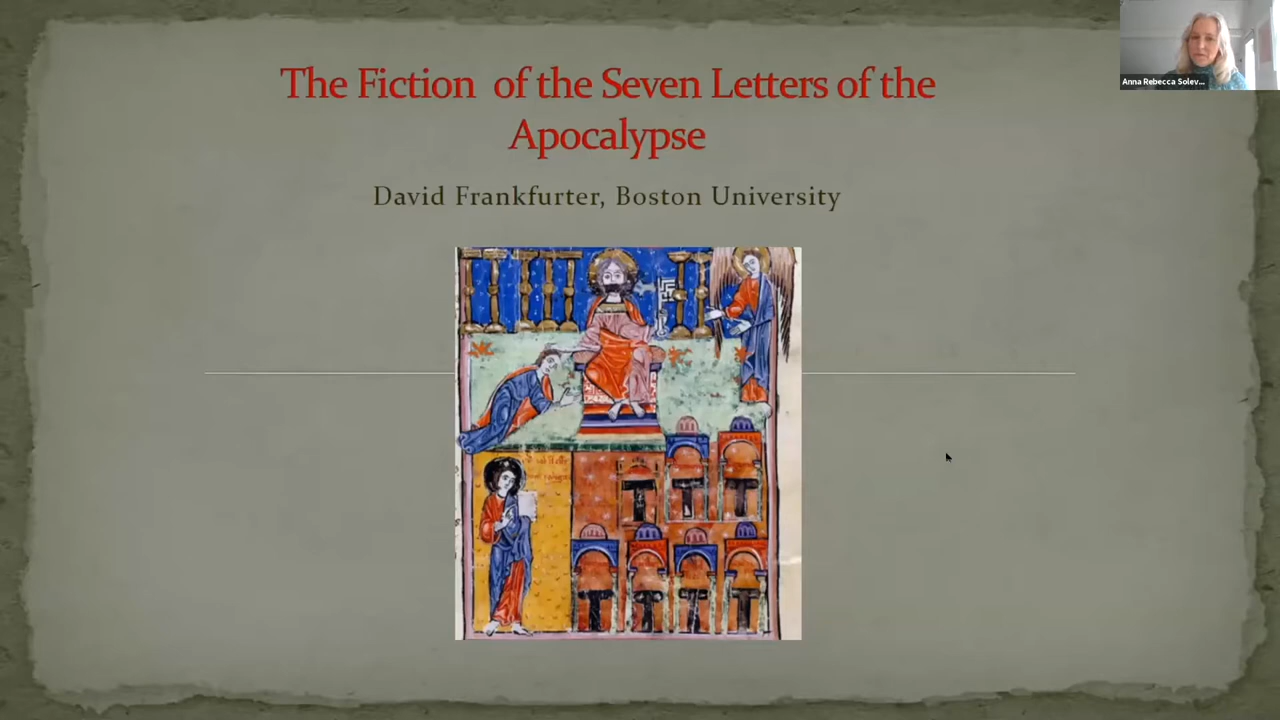 The Fiction of the Seven Letters of the
Apocalypse
David Frankfurter, Boston University
Anna Rebecca Solev...